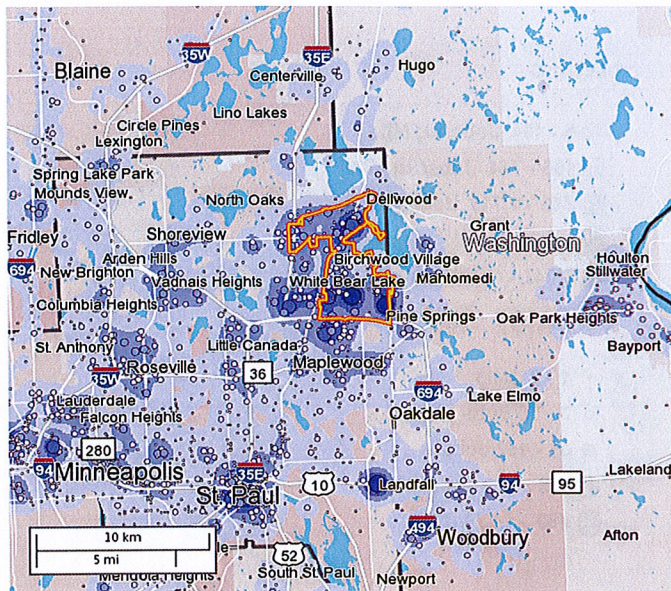 35W
35E
Hugo
Blaine
Centerville
Lino Lakes
Circle Pines
Lexington
Spring Lake Park
Mounds View
North Oaks
Dellwood
Fridley
Shoreview
Grant
Washington
694
New Brighton
Arden Hills
Birchwood Village
Houlton
Stillwater
Vadnais Heights
White Bear Lake
Mahtomedi
Columbia Heights
Pine Springs
Oak Park Heights
St. Anthony
Little Canada
Bayport
35W
Roseville
36
Maplewood
694
Lake Elmo
Lauderdale
Falcon Heights
Oakdale
280
94
Minneapolis
35E
St. Paul
10
Landfall
94
95
Lakeland
10 km
5 mi
494
Woodbury
Afton
52
Mendota Heights
South St. Paul
Newport